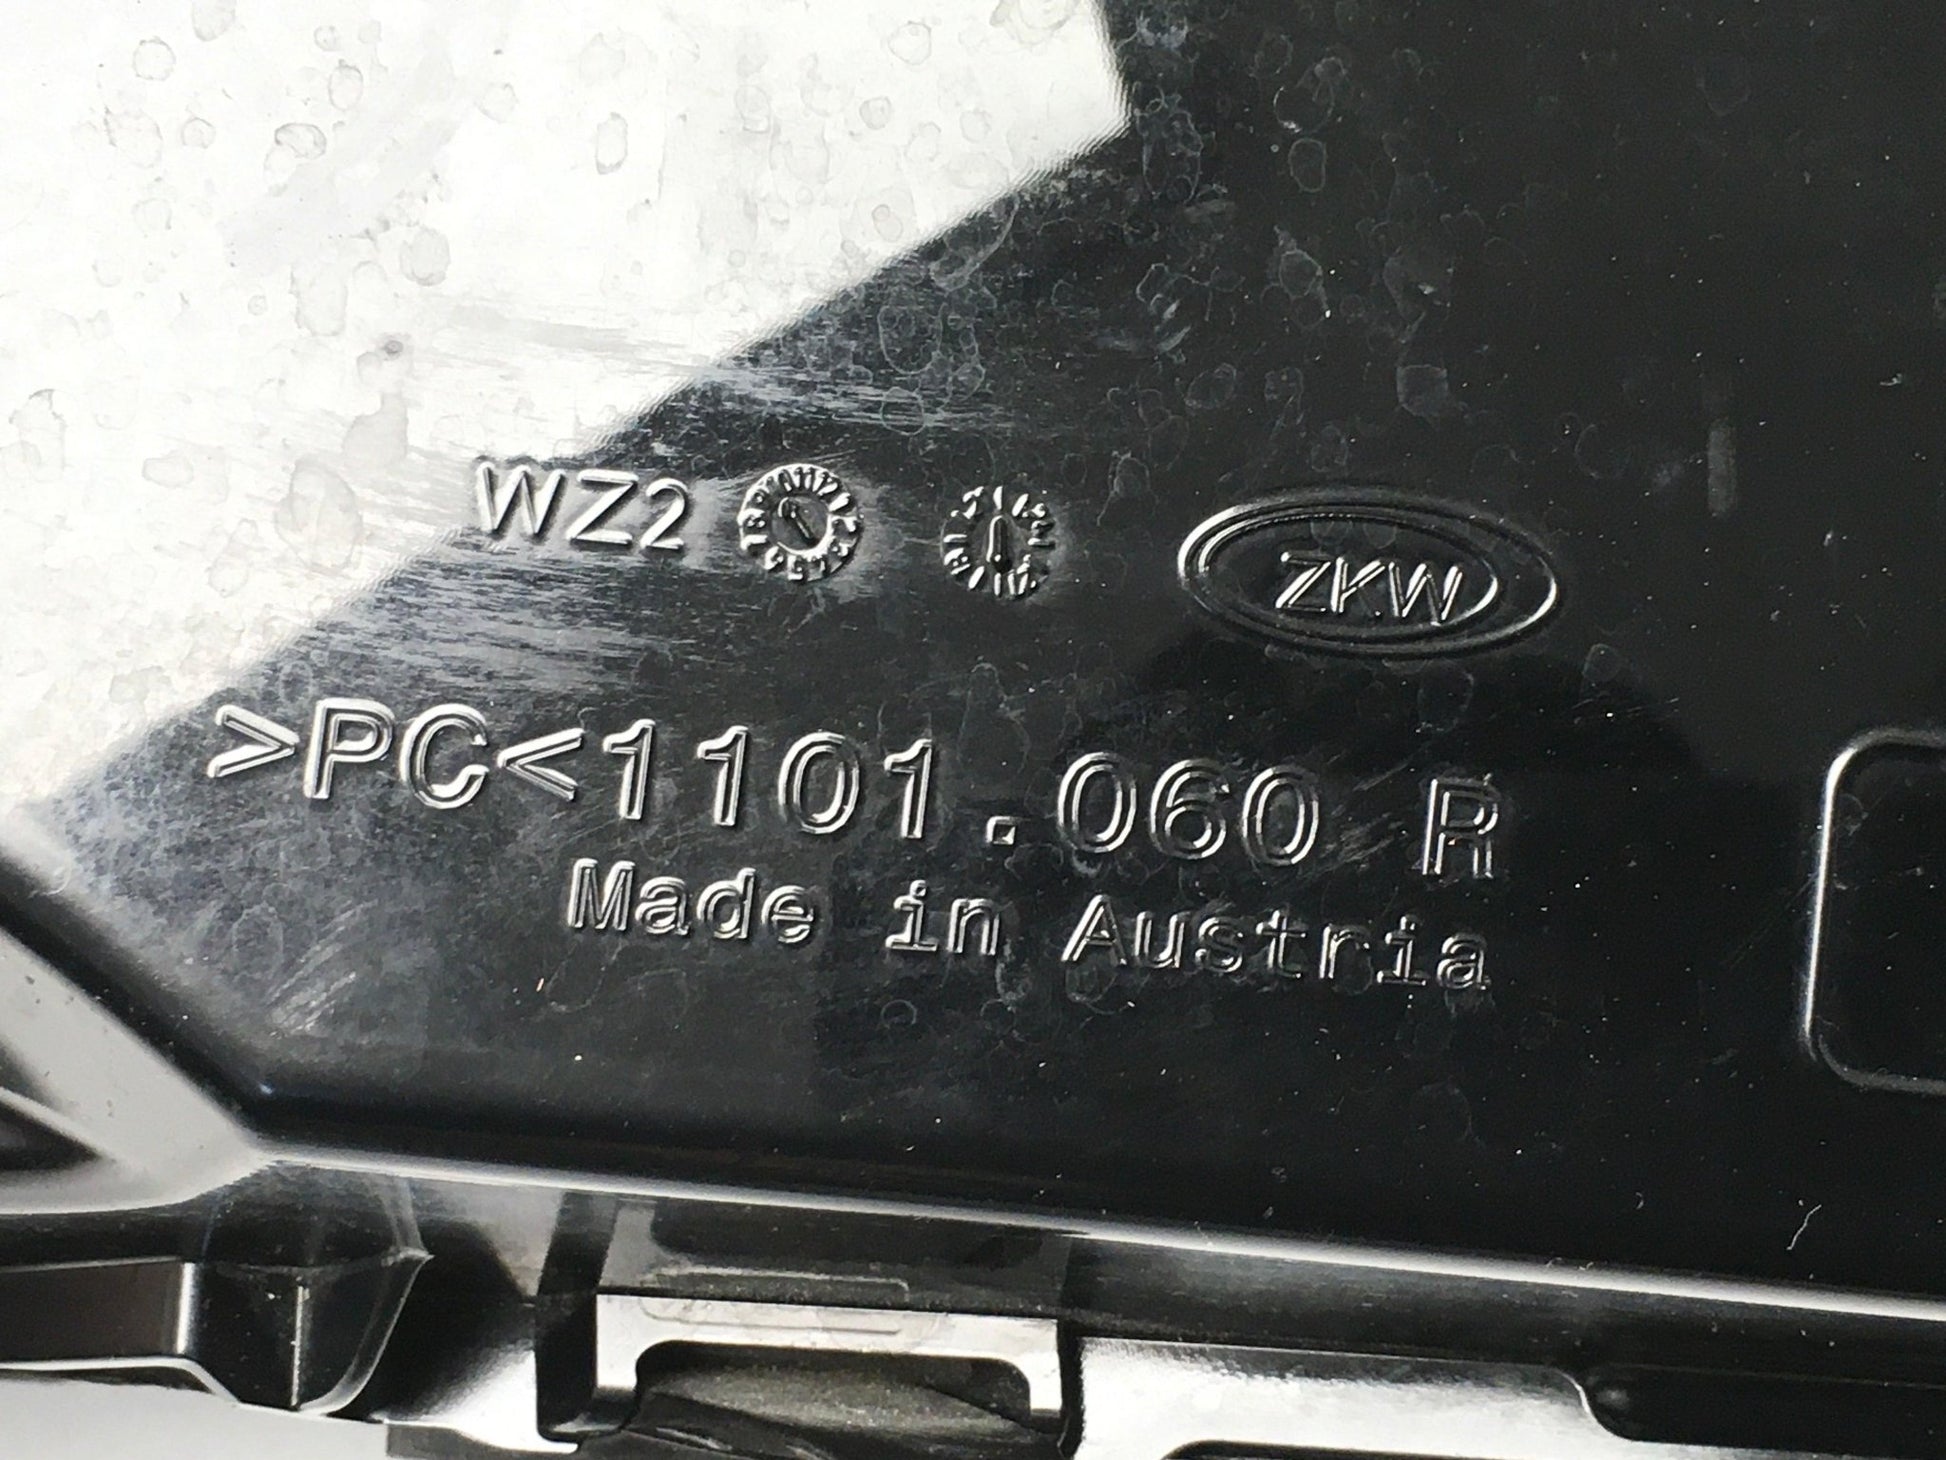 WZ2
ZKW
>PC<1101.060 R
Made in Austria